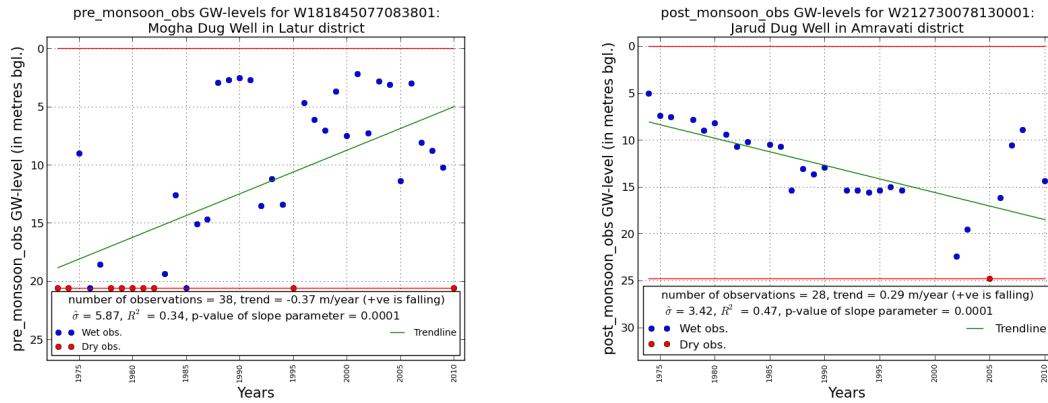 pre_monsoon_obs GW-levels for W181845077083801:
Mogha Dug Well in Latur district
pre_monsoon_obs GW-level (in metres bgl.)
0
5
10
15
20
25
number of observations = 38, trend = -0.37 m/year (+ve is falling)
σ̂ = 5.87, R² = 0.34, p-value of slope parameter = 0.0001
Wet obs.
Trendline
Dry obs.
1975
1980
1985
1990
1995
2000
2005
2010
Years
post_monsoon_obs GW-levels for W212730078130001:
Jarud Dug Well in Amravati district
post_monsoon_obs GW-level (in metres bgl.)
0
5
10
15
20
25
30
number of observations = 28, trend = 0.29 m/year (+ve is falling)
σ̂ = 3.42, R² = 0.47, p-value of slope parameter = 0.0001
Wet obs.
Trendline
Dry obs.
1975
1980
1985
1990
1995
2000
2005
2010
Years